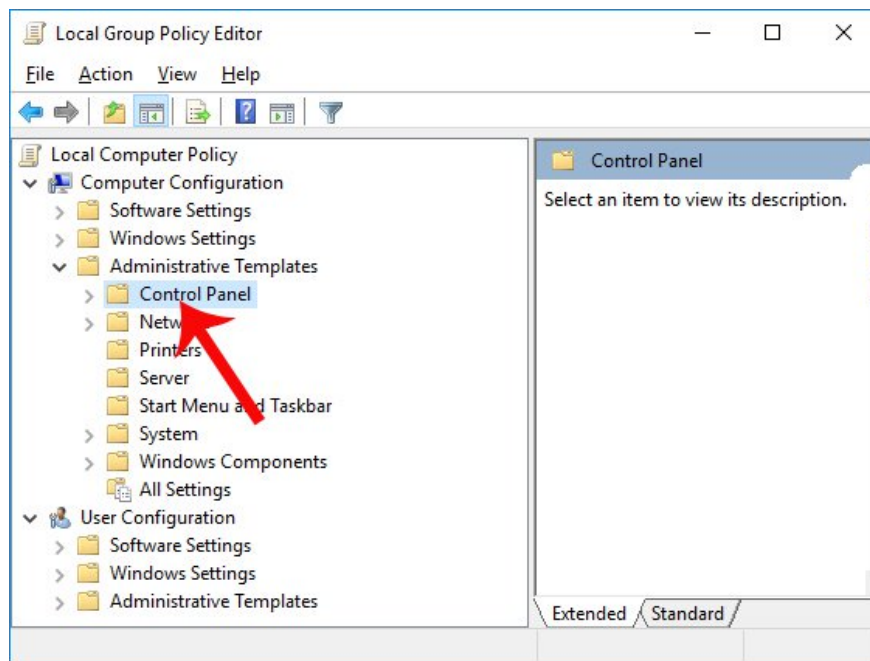 Local Group Policy Editor
File Action View Help
Local Computer Policy
Computer Configuration
Software Settings
Windows Settings
Administrative Templates
Control Panel
Printers
Server
Start Menu and Taskbar
System
Windows Components
All Settings
User Configuration
Software Settings
Windows Settings
Administrative Templates
Control Panel
Select an item to view its description.
Extended Standard